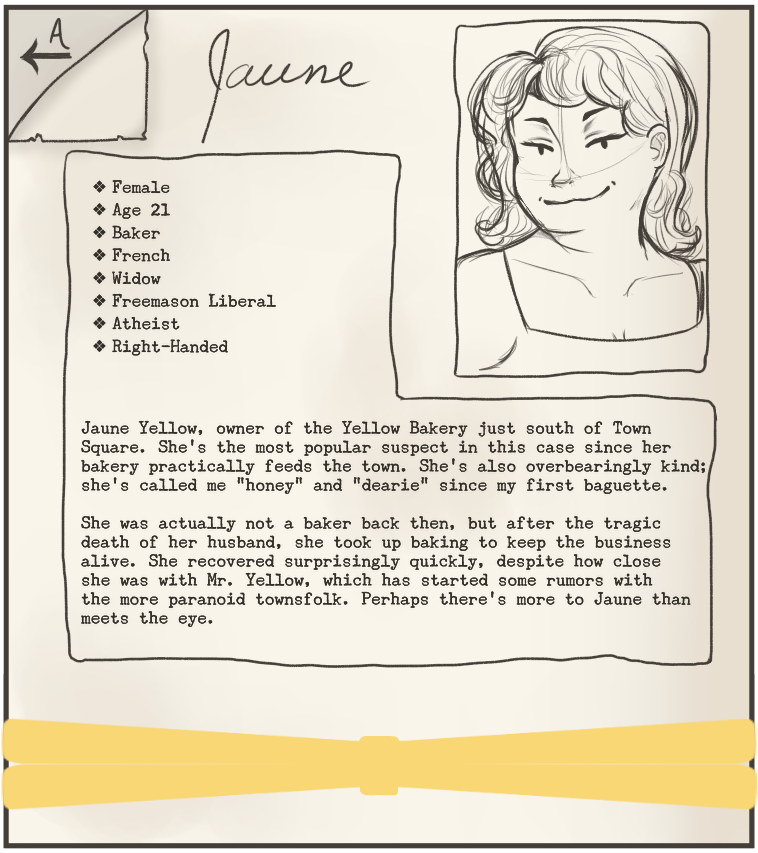 A
Jaune
❖ Female
❖ Age 21
❖ Baker
❖ French
❖ Widow
❖ Freemason Liberal
❖ Atheist
❖ Right-Handed
Jaune Yellow, owner of the Yellow Bakery just south of Town
Square. She's the most popular suspect in this case since her
bakery practically feeds the town. She's also overbearingly kind;
she's called me "honey" and "dearie" since my first baguette.
She was actually not a baker back then, but after the tragic
death of her husband, she took up baking to keep the business
alive. She recovered surprisingly quickly, despite how close
she was with Mr. Yellow, which has started some rumors with
the more paranoid townsfolk. Perhaps there's more to Jaune than
meets the eye.